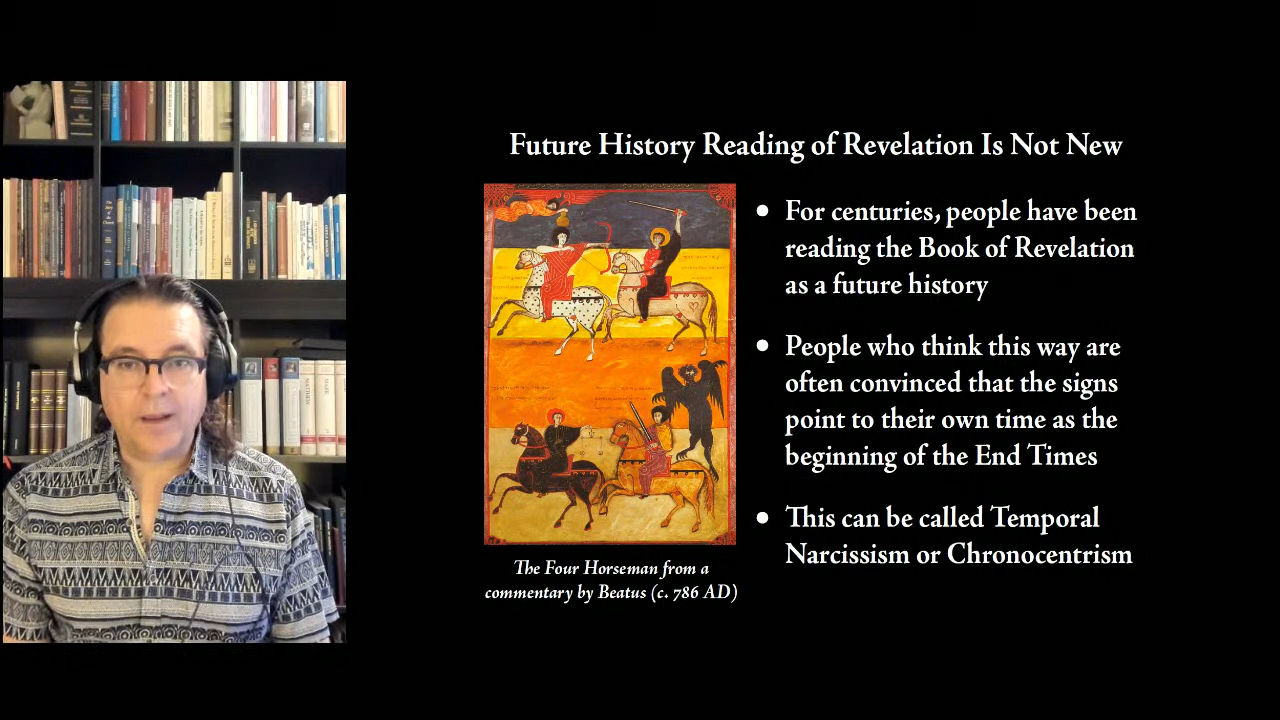 Future History Reading of Revelation Is Not New
• For centuries, people have been
reading the Book of Revelation
as a future history
• People who think this way are
often convinced that the signs
point to their own time as the
beginning of the End Times
• This can be called Temporal
Narcissism or Chronocentrism
The Four Horseman from a
commentary by Beatus (c. 786 AD)
MATTHEW
MARK